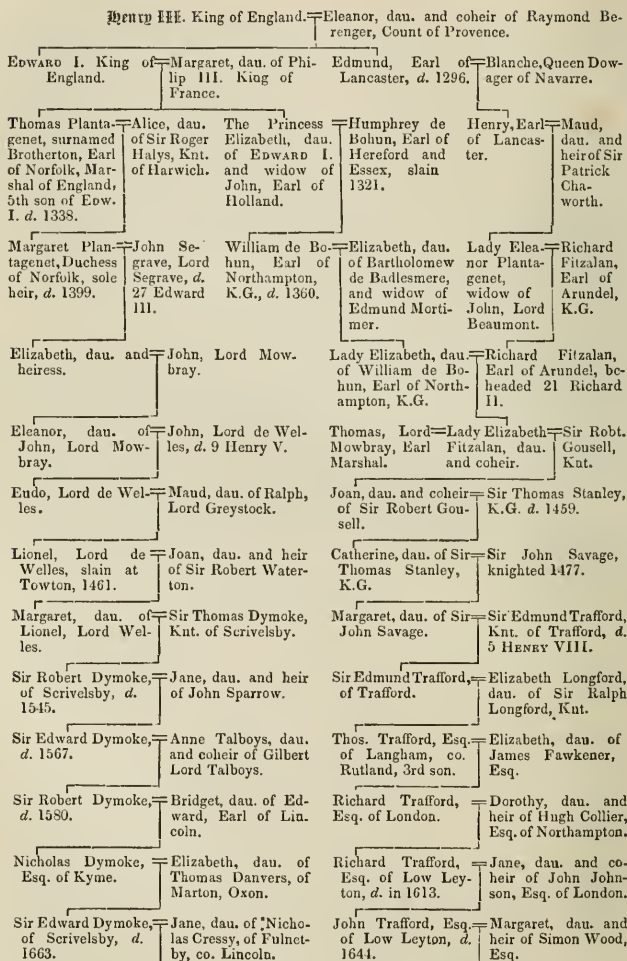 Henry III. King of England.=Eleanor, dau. and coheir of Raymond Be-
renger, Count of Provence.
EDWARD I. King of
England.
=Margaret, dau. of Phi-
lip III. King of
France.
Edmund, Earl of
Lancaster, d. 1296.
=Blanche, Queen Dow-
ager of Navarre.
Thomas Planta-
genet, surnamed
Brotherton, Earl
of Norfolk, Mar-
shal of England,
5th son of EDW.
I. d. 1338.
=Alice, dau.
of Sir Roger
Halys, Knt.
of Harwich.
The Princess
Elizabeth, dau.
of EDWARD I.
and widow of
John, Earl of
Holland.
=Humphrey de
Bohun, Earl of
Hereford and
Essex, slain
1321.
Henry, Earl
of Lancas-
ter.
=Maud,
dau. and
heir of Sir
Patrick
Cha-
worth.
Margaret Plan-
tagenet, Duchess
of Norfolk, sole
heir, d. 1399.
=John Se-
grave, Lord
Segrave, d.
27 Edward
III.
William de Bo-
hun, Earl of
Northampton,
K.G., d. 1360.
=Elizabeth, dau.
of Bartholomew
de Badlesmere,
and widow of
Edmund Morti-
mer.
Lady Elea-
nor Planta-
genet,
widow of
John, Lord
Beaumont.
=Richard
Fitzalan,
Earl of
Arundel,
K.G.
Elizabeth, dau. and
heiress.
=John, Lord Mow-
bray.
Lady Elizabeth, dau.
of William de Bo-
hun, Earl of North-
ampton, K.G.
=Richard Fitzalan,
Earl of Arundel, be-
headed 21 Richard
II.
Eleanor, dau. of
John, Lord Mow-
bray.
=John, Lord de Wel-
les, d. 9 Henry V.
Thomas, Lord
Mowbray, Earl
Marshal.
=Lady Elizabeth
Fitzalan, dau.
and coheir.
=Sir Robt.
Gousell,
Knt.
Eudo, Lord de Wel-
les.
=Maud, dau. of Ralph,
Lord Greystock.
Joan, dau. and coheir
of Sir Robert Gou-
sell.
=Sir Thomas Stanley,
K.G. d. 1459.
Lionel, Lord de
Welles, slain at
Towton, 1461.
=Joan, dau. and heir
of Sir Robert Water-
ton.
Catherine, dau. of Sir
Thomas Stanley,
K.G.
=Sir John Savage,
knighted 1477.
Margaret, dau. of
Lionel, Lord Wel-
les.
=Sir Thomas Dymoke,
Knt. of Scrivelsby.
Margaret, dau. of Sir
John Savage.
=Sir Edmund Trafford,
Knt. of Trafford, d.
5 HENRY VIII.
Sir Robert Dymoke,
of Scrivelsby, d.
1545.
=Jane, dau. and heir
of John Sparrow.
Sir Edmund Trafford,
of Trafford.
=Elizabeth Longford,
dau. of Sir Ralph
Longford, Knt.
Sir Edward Dymoke,
d. 1567.
=Anne Talboys, dau.
and coheir of Gilbert
Lord Talboys.
Thos. Trafford, Esq.
of Langham, co.
Rutland, 3rd son.
=Elizabeth, dau. of
James Fawkener,
Esq.
Sir Robert Dymoke,
d. 1580.
=Bridget, dau. of Ed-
ward, Earl of Lin-
coln.
Richard Trafford,
Esq. of London.
=Dorothy, dau. and
heir of Hugh Collier,
Esq. of Northampton.
Nicholas Dymoke,
Esq. of Kyme.
=Elizabeth, dau. of
Thomas Danvers, of
Marton, Oxon.
Richard Trafford,
Esq. of Low Ley-
ton, d. in 1613.
=Jane, dau. and co-
heir of John John-
son, Esq. of London.
Sir Edward Dymoke,
of Scrivelsby, d.
1663.
=Jane, dau. of Nicho-
las Cressy, of Fulnet-
by, co. Lincoln.
John Trafford, Esq.
of Low Leyton, d.
1644.
=Margaret, dau. and
heir of Simon Wood,
Esq.